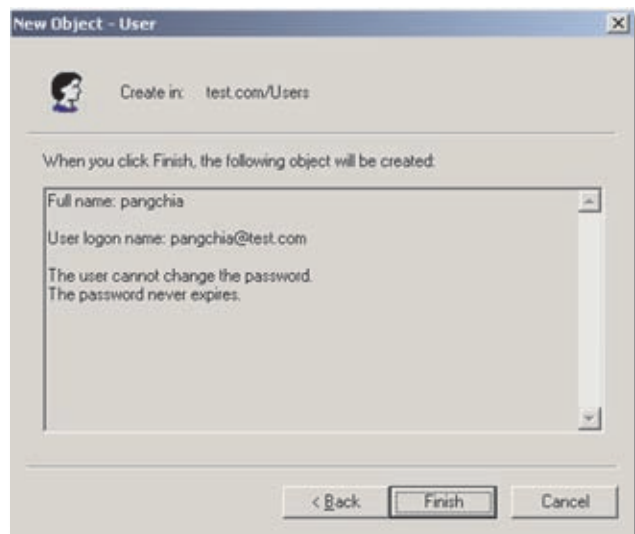 New Object - User
Create in: test.com/Users
When you click Finish, the following object will be created:
Full name: pangchia
User logon name: pangchia@test.com
The user cannot change the password.
The password never expires.
< Back
Finish
Cancel